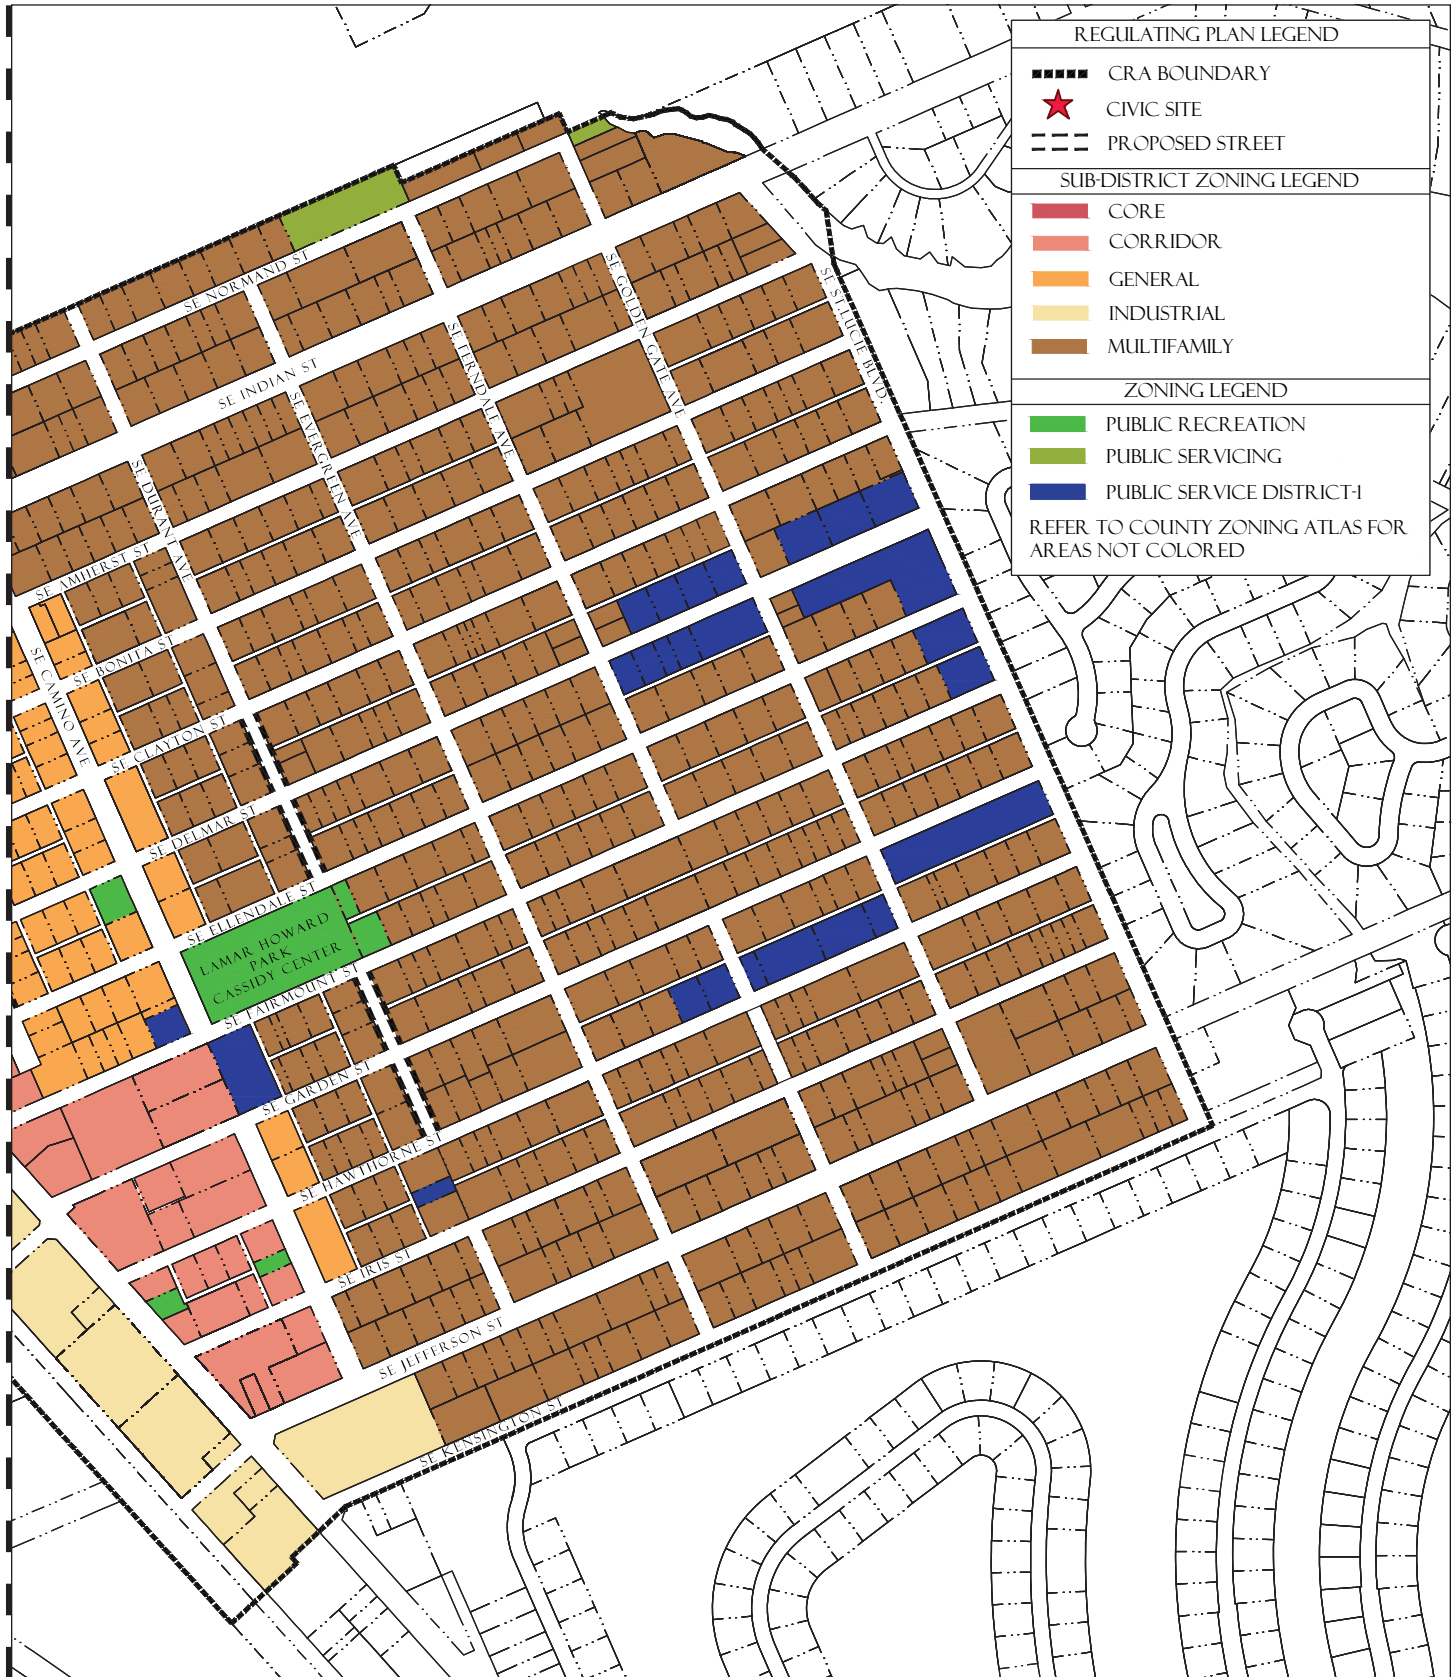 REGULATING PLAN LEGEND
CRA BOUNDARY
CIVIC SITE
PROPOSED STREET
SUB-DISTRICT ZONING LEGEND
CORE
CORRIDOR
GENERAL
INDUSTRIAL
MULTIFAMILY
ZONING LEGEND
PUBLIC RECREATION
PUBLIC SERVICING
PUBLIC SERVICE DISTRICT-1
REFER TO COUNTY ZONING ATLAS FOR
AREAS NOT COLORED
SE NORMAND ST
SE GOLDEN GATE AVE
SE ST LUCIE BLVD
SE INDIAN ST
SE FERNDALE AVE
SE EVERGREEN AVE
SE DURANT AVE
SE AMHERST ST
SE BONITA ST
SE CAMINO AVE
SE CLAYTON ST
SE DELMAR ST
SE ELLENDALE ST
LAMAR HOWARD
PARK
CASSIDY CENTER
SE FAIRMOUNT ST
SE GARDEN ST
SE HAWTHORNE ST
SE IRIS ST
SE JEFFERSON ST
SE KENSINGTON ST